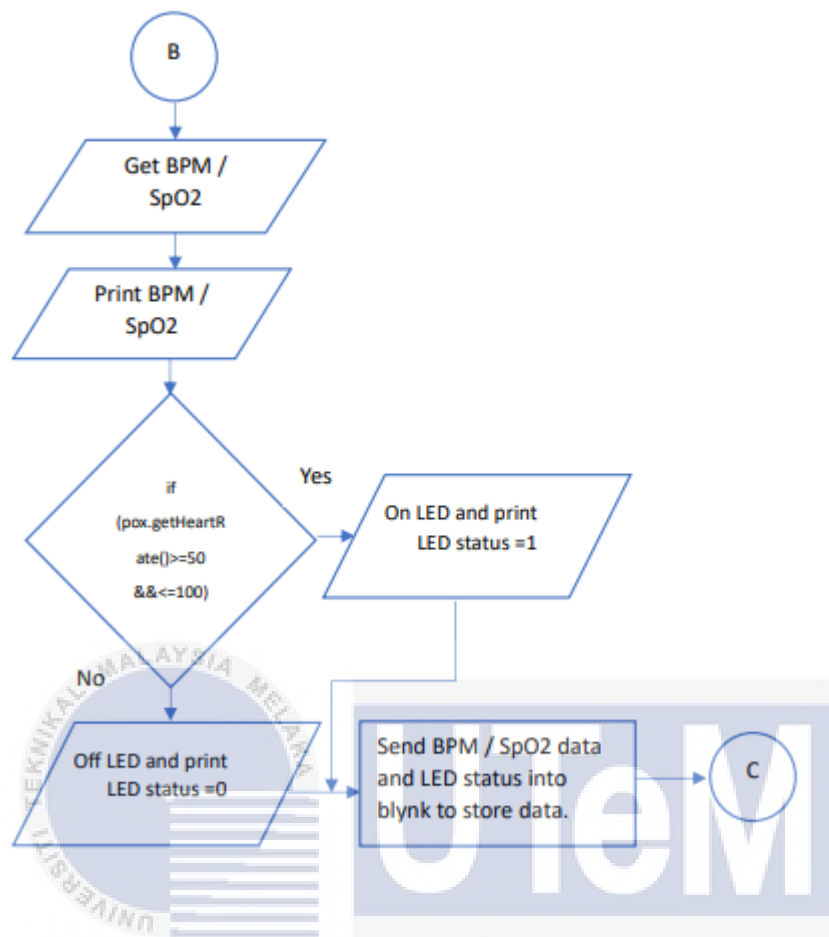 B
Get BPM /
SpO2
Print BPM /
SpO2
if
(pox.getHeartR
ate()>=50
&&<=100)
Yes
On LED and print
LED status =1
No
Off LED and print
LED status =0
Send BPM / SpO2 data
and LED status into
blynk to store data.
C
UNIVERSITI TEKNIKAL MALAYSIA MELAKA
UTeM